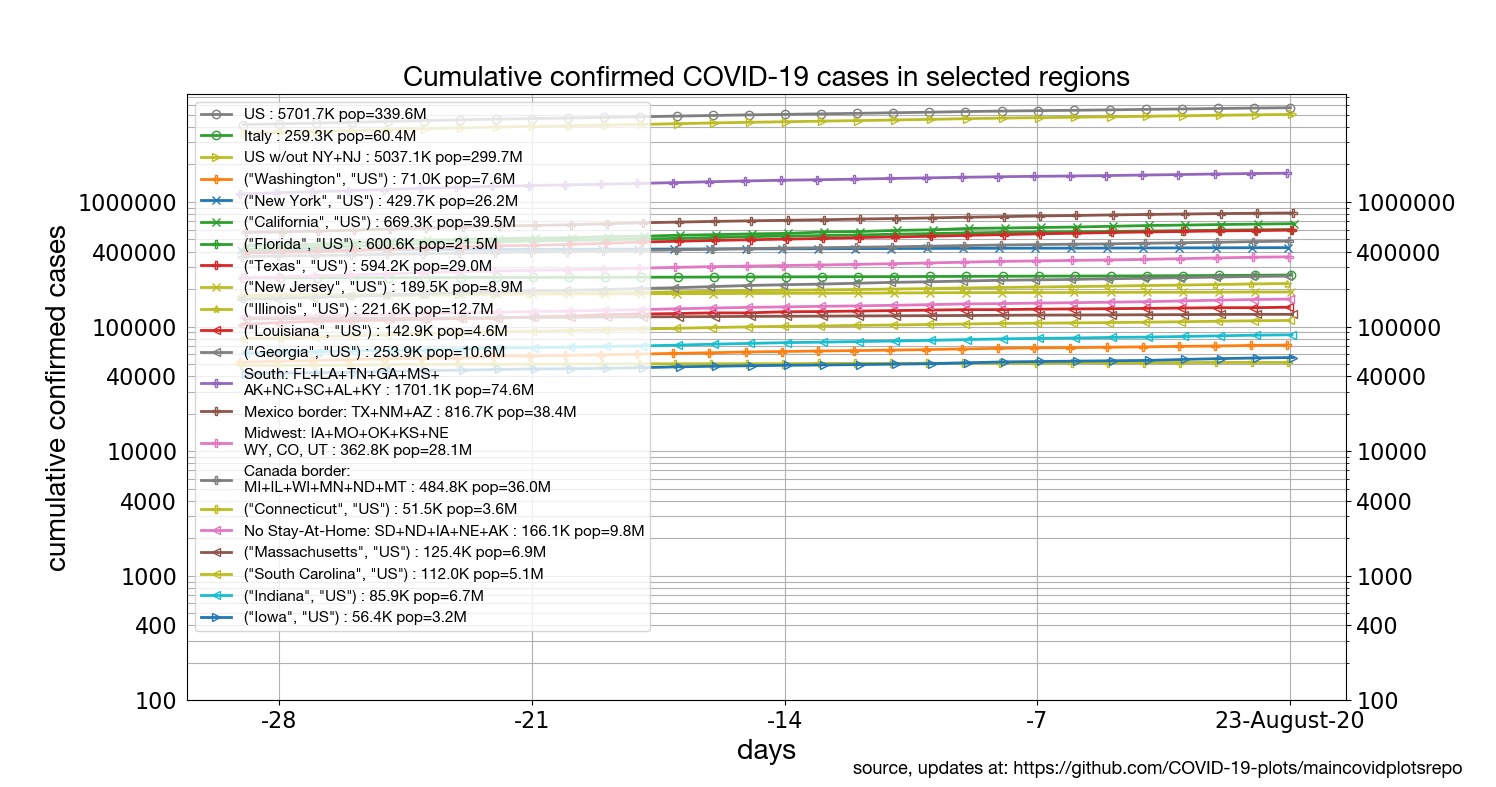 Cumulative confirmed COVID-19 cases in selected regions
cumulative confirmed cases
1000000
400000
100000
40000
10000
4000
1000
400
100
US : 5701.7K pop=339.6M
Italy : 259.3K pop=60.4M
US w/out NY+NJ : 5037.1K pop=299.7M
("Washington", "US") : 71.0K pop=7.6M
("New York", "US") : 429.7K pop=26.2M
("California", "US") : 669.3K pop=39.5M
("Florida", "US") : 600.6K pop=21.5M
("Texas", "US") : 594.2K pop=29.0M
("New Jersey", "US") : 189.5K pop=8.9M
("Illinois", "US") : 221.6K pop=12.7M
("Louisiana", "US") : 142.9K pop=4.6M
("Georgia", "US") : 253.9K pop=10.6M
South: FL+LA+TN+GA+MS+
AK+NC+SC+AL+KY : 1701.1K pop=74.6M
Mexico border: TX+NM+AZ : 816.7K pop=38.4M
Midwest: IA+MO+OK+KS+NE
WY, CO, UT : 362.8K pop=28.1M
Canada border:
MI+IL+WI+MN+ND+MT : 484.8K pop=36.0M
("Connecticut", "US") : 51.5K pop=3.6M
No Stay-At-Home: SD+ND+IA+NE+AK : 166.1K pop=9.8M
("Massachusetts", "US") : 125.4K pop=6.9M
("South Carolina", "US") : 112.0K pop=5.1M
("Indiana", "US") : 85.9K pop=6.7M
("Iowa", "US") : 56.4K pop=3.2M
1000000
400000
100000
40000
10000
4000
1000
400
100
-28
-21
-14
-7
23-August-20
days
source, updates at: https://github.com/COVID-19-plots/maincovidplotsrepo